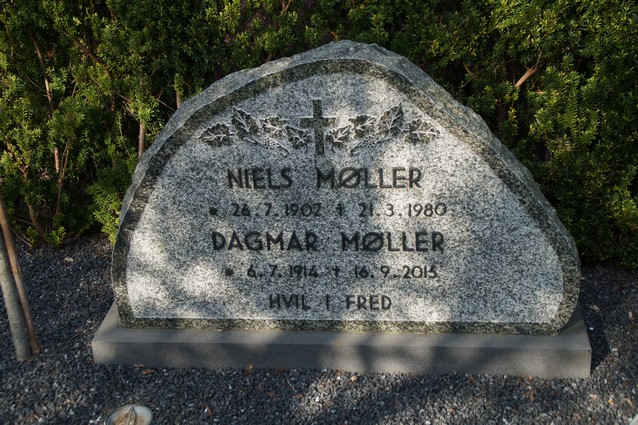 NIELS MØLLER
* 26.7.1902 ✝ 21.3.1980
DAGMAR MØLLER
* 6.7.1914 ✝ 16.9.2015
HVIL I FRED